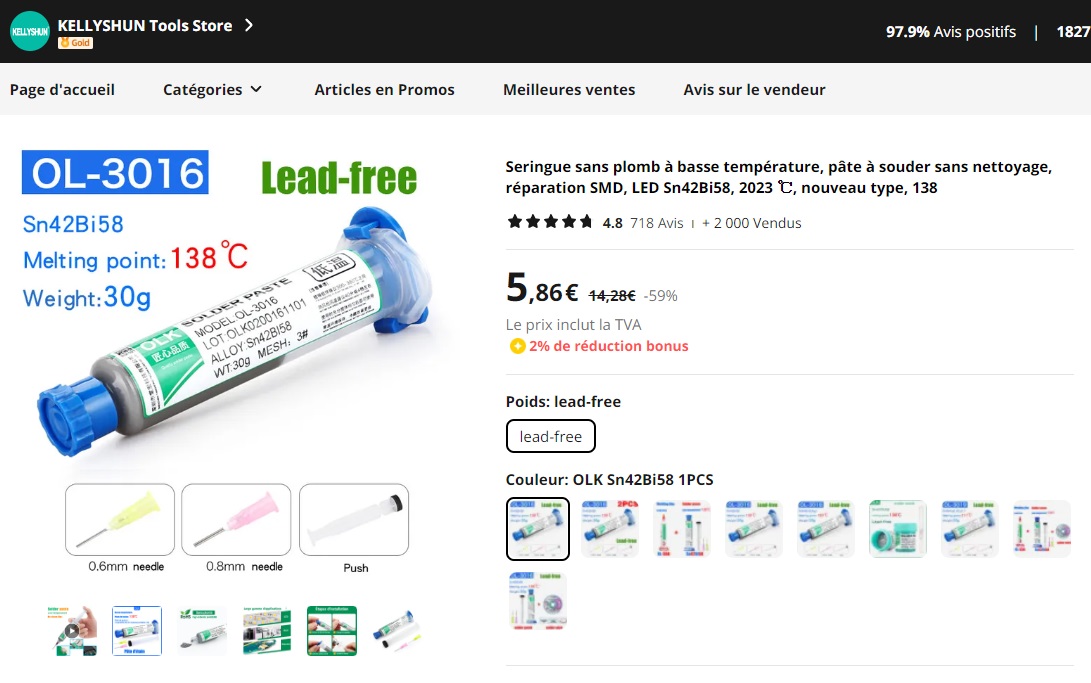 KELLYSHUN
KELLYSHUN Tools Store
Gold
97.9% Avis positifs | 1827
Page d'accueil
Catégories
Articles en Promos
Meilleures ventes
Avis sur le vendeur
OL-3016
Lead-free
Sn42Bi58
Melting point: 138℃
Weight:30g
低温
OLK
匠心品质
SOLDER PASTE
MODEL:OL-3016
LOT:OLK0200161101
ALLOY:Sn42Bi58
WT:30g MESH: 3#
0.6mm needle
0.8mm needle
Push
Seringue sans plomb à basse température, pâte à souder sans nettoyage,
réparation SMD, LED Sn42Bi58, 2023 ℃, nouveau type, 138
4.8 718 Avis + 2 000 Vendus
5,86€ 14,28€ -59%
Le prix inclut la TVA
2% de réduction bonus
Poids: lead-free
lead-free
Couleur: OLK Sn42Bi58 1PCS